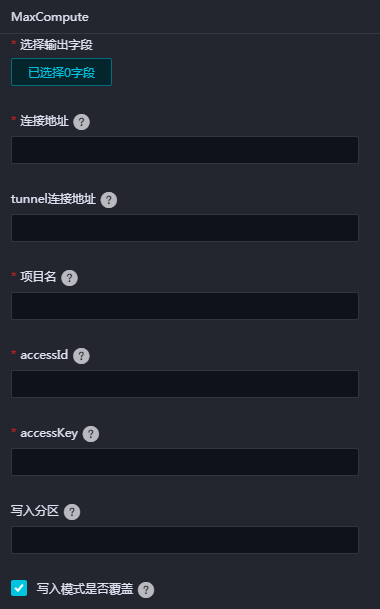 MaxCompute
* 选择输出字段
已选择0字段
* 连接地址 ?
tunnel连接地址 ?
* 项目名 ?
* accessId ?
* accessKey ?
写入分区 ?
写入模式是否覆盖 ?